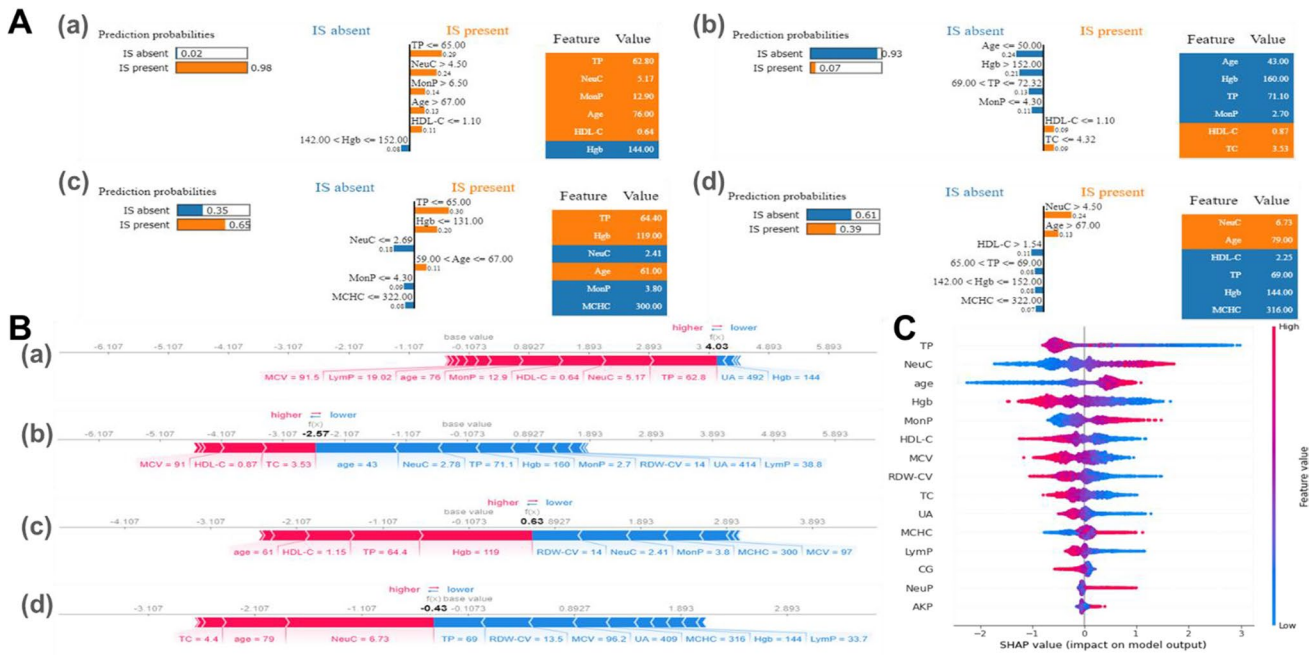 A
(a)
Prediction probabilities
IS absent 0.02
IS present 0.98
IS absent IS present
TP <= 65.00
0.29
NeuC > 4.50
0.24
MonP > 6.50
0.14
Age > 67.00
0.13
HDL-C <= 1.10
0.11
142.00 < Hgb <= 152.00
0.08
Feature Value
TP 62.80
NeuC 5.17
MonP 12.90
Age 76.00
HDL-C 0.64
Hgb 144.00
(b)
Prediction probabilities
IS absent 0.93
IS present 0.07
IS absent IS present
Age <= 50.00
0.24
Hgb > 152.00
0.21
69.00 < TP <= 72.32
0.13
MonP <= 4.30
0.11
HDL-C <= 1.10
0.09
TC <= 4.32
0.09
Feature Value
Age 43.00
Hgb 160.00
TP 71.10
MonP 2.70
HDL-C 0.87
TC 3.53
(c)
Prediction probabilities
IS absent 0.35
IS present 0.65
IS absent IS present
TP <= 65.00
0.30
Hgb <= 131.00
0.20
NeuC <= 2.69
0.18
59.00 < Age <= 67.00
0.11
MonP <= 4.30
0.09
MCHC <= 322.00
0.08
Feature Value
TP 64.40
Hgb 119.00
NeuC 2.41
Age 61.00
MonP 3.80
MCHC 300.00
(d)
Prediction probabilities
IS absent 0.61
IS present 0.39
IS absent IS present
NeuC > 4.50
0.24
Age > 67.00
0.13
HDL-C > 1.54
0.11
65.00 < TP <= 69.00
0.08
142.00 < Hgb <= 152.00
0.08
MCHC <= 322.00
0.07
Feature Value
NeuC 6.73
Age 79.00
HDL-C 2.25
TP 69.00
Hgb 144.00
MCHC 316.00
B
(a)
higher ⇄ lower
base value f(x)
-6.107 -5.107 -4.107 -3.107 -2.107 -1.107 -0.1073 0.8927 1.893 2.893 3 4.03 4.893 5.893
MCV = 91.5 LymP = 19.02 age = 76 MonP = 12.9 HDL-C = 0.64 NeuC = 5.17 TP = 62.8 UA = 492 Hgb = 144
(b)
higher ⇄ lower
f(x) base value
-6.107 -5.107 -4.107 -3.107 -2.57 -2.107 -1.107 -0.1073 0.8927 1.893 2.893 3.893 4.893 5.893
MCV = 91 HDL-C = 0.87 TC = 3.53 age = 43 NeuC = 2.78 TP = 71.1 Hgb = 160 MonP = 2.7 RDW-CV = 14 UA = 414 LymP = 38.8
(c)
higher ⇄ lower
base value f(x)
-4.107 -3.107 -2.107 -1.107 -0.1073 0.63 .8927 1.893 2.893 3.893
age = 61 HDL-C = 1.15 TP = 64.4 Hgb = 119 RDW-CV = 14 NeuC = 2.41 MonP = 3.8 MCHC = 300 MCV = 97
(d)
higher ⇄ lower
f(x) base value
-3.107 -2.107 -1.107 -0.43 -0.1073 0.8927 1.893 2.893
TC = 4.4 age = 79 NeuC = 6.73 TP = 69 RDW-CV = 13.5 MCV = 96.2 UA = 409 MCHC = 316 Hgb = 144 LymP = 33.7
C
TP
NeuC
age
Hgb
MonP
HDL-C
MCV
RDW-CV
TC
UA
MCHC
LymP
CG
NeuP
AKP
−2 −1 0 1 2 3
SHAP value (impact on model output)
High
Feature value
Low